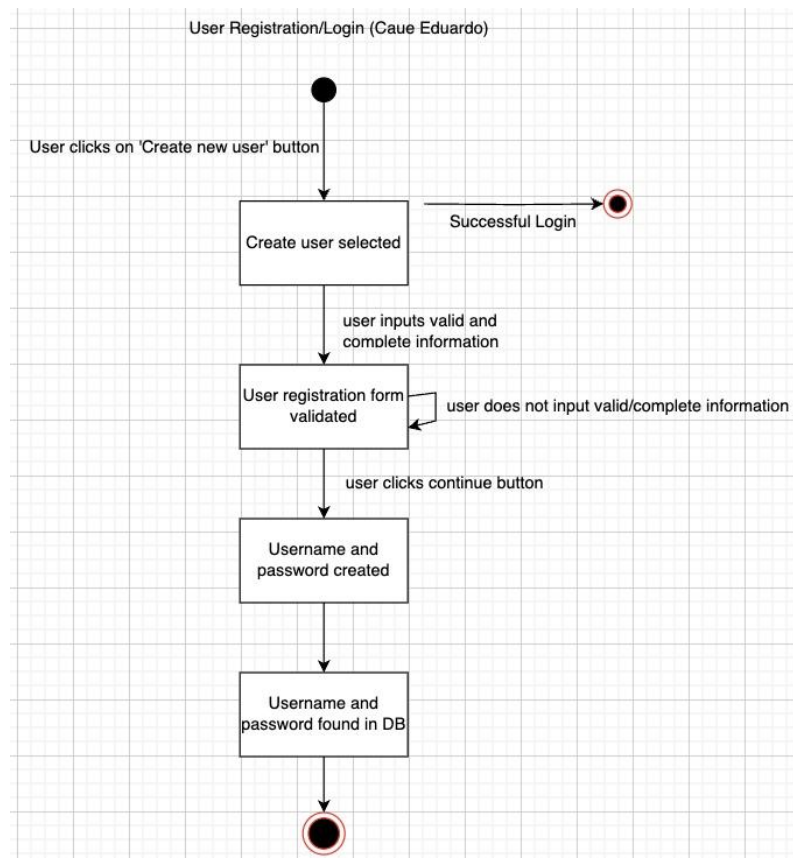 User Registration/Login (Caue Eduardo)
User clicks on 'Create new user' button
Successful Login
Create user selected
user inputs valid and
complete information
User registration form
validated
user does not input valid/complete information
user clicks continue button
Username and
password created
Username and
password found in DB